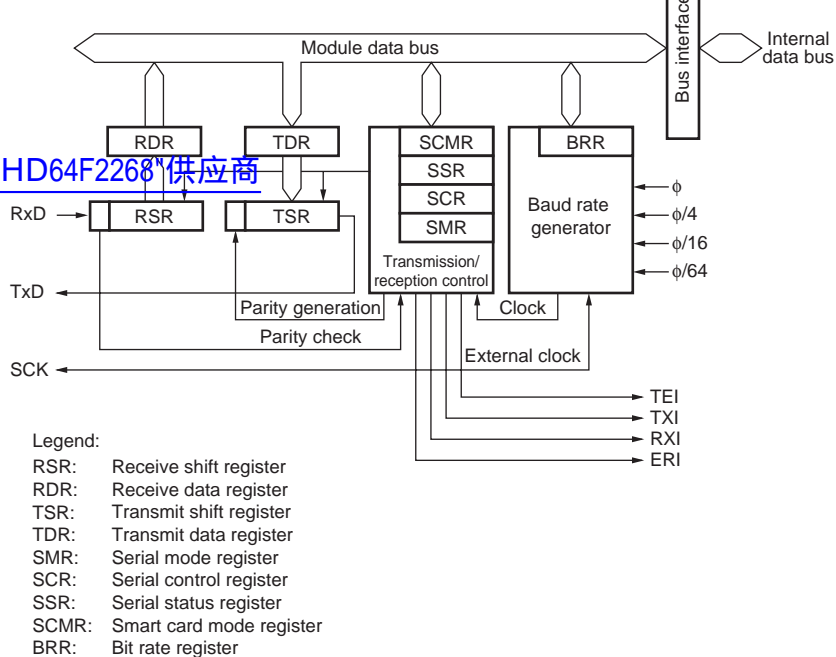 Module data bus
Bus interface
Internal
data bus
RDR
TDR
SCMR
BRR
HD64F2268"供应商
SSR
SCR
SMR
Baud rate
generator
RxD
RSR
TSR
ϕ
ϕ/4
ϕ/16
ϕ/64
Transmission/
reception control
TxD
Parity generation
Clock
Parity check
External clock
SCK
TEI
TXI
RXI
ERI
Legend:
RSR: Receive shift register
RDR: Receive data register
TSR: Transmit shift register
TDR: Transmit data register
SMR: Serial mode register
SCR: Serial control register
SSR: Serial status register
SCMR: Smart card mode register
BRR: Bit rate register